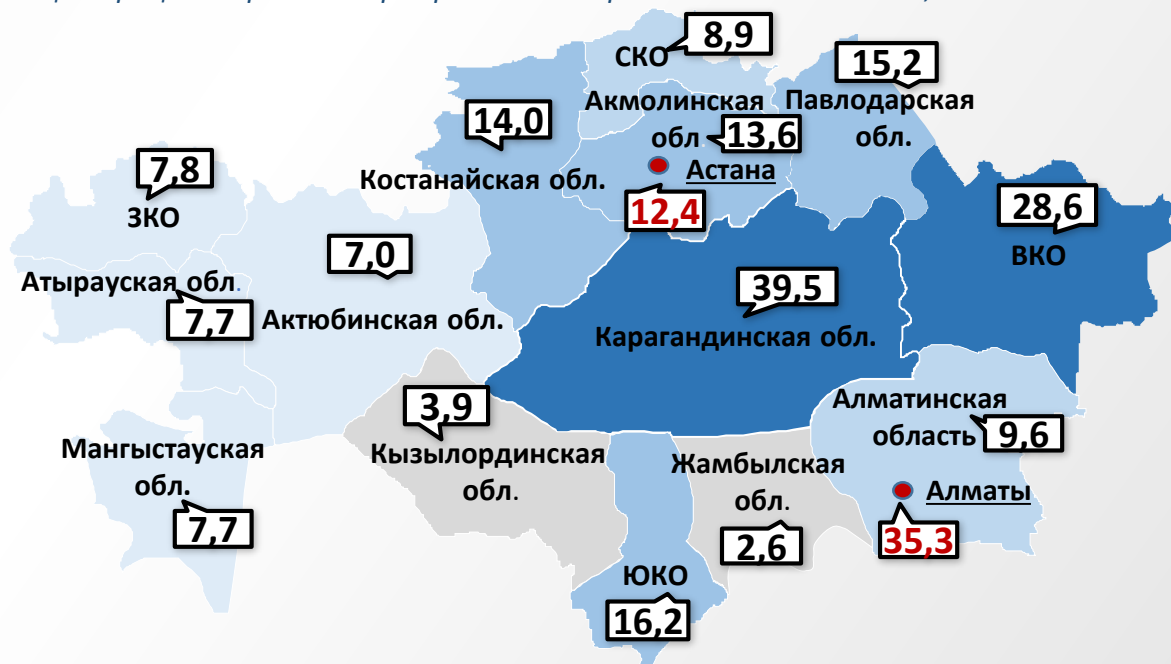 8,9
СКО
15,2
Акмолинская
обл.
13,6
Павлодарская
обл.
14,0
Костанайская обл.
Астана
12,4
7,8
ЗКО
28,6
ВКО
7,0
Атырауская обл.
7,7
Актюбинская обл.
39,5
Карагандинская обл.
3,9
Кызылординская
обл.
Алматинская
область
9,6
Мангыстауская
обл.
7,7
Жамбылская
обл.
2,6
Алматы
35,3
ЮКО
16,2